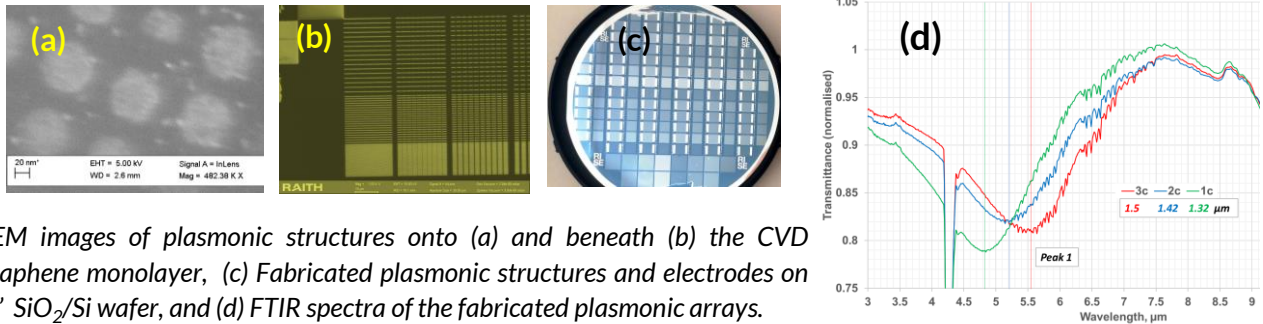 (a)
20 nm*
EHT = 5.00 kV
WD = 2.6 mm
Signal A = InLens
Mag = 482.38 K X
(b)
RAITH
(c)
(d)
Transmittance (normalised)
1.05
1
0.95
0.9
0.85
0.8
0.75
3c 2c 1c
1.5 1.42 1.32 µm
Peak 1
3 3.5 4 4.5 5 5.5 6 6.5 7 7.5 8 8.5 9
Wavelength, µm
EM images of plasmonic structures onto (a) and beneath (b) the CVD
aphene monolayer, (c) Fabricated plasmonic structures and electrodes on
” SiO₂/Si wafer, and (d) FTIR spectra of the fabricated plasmonic arrays.